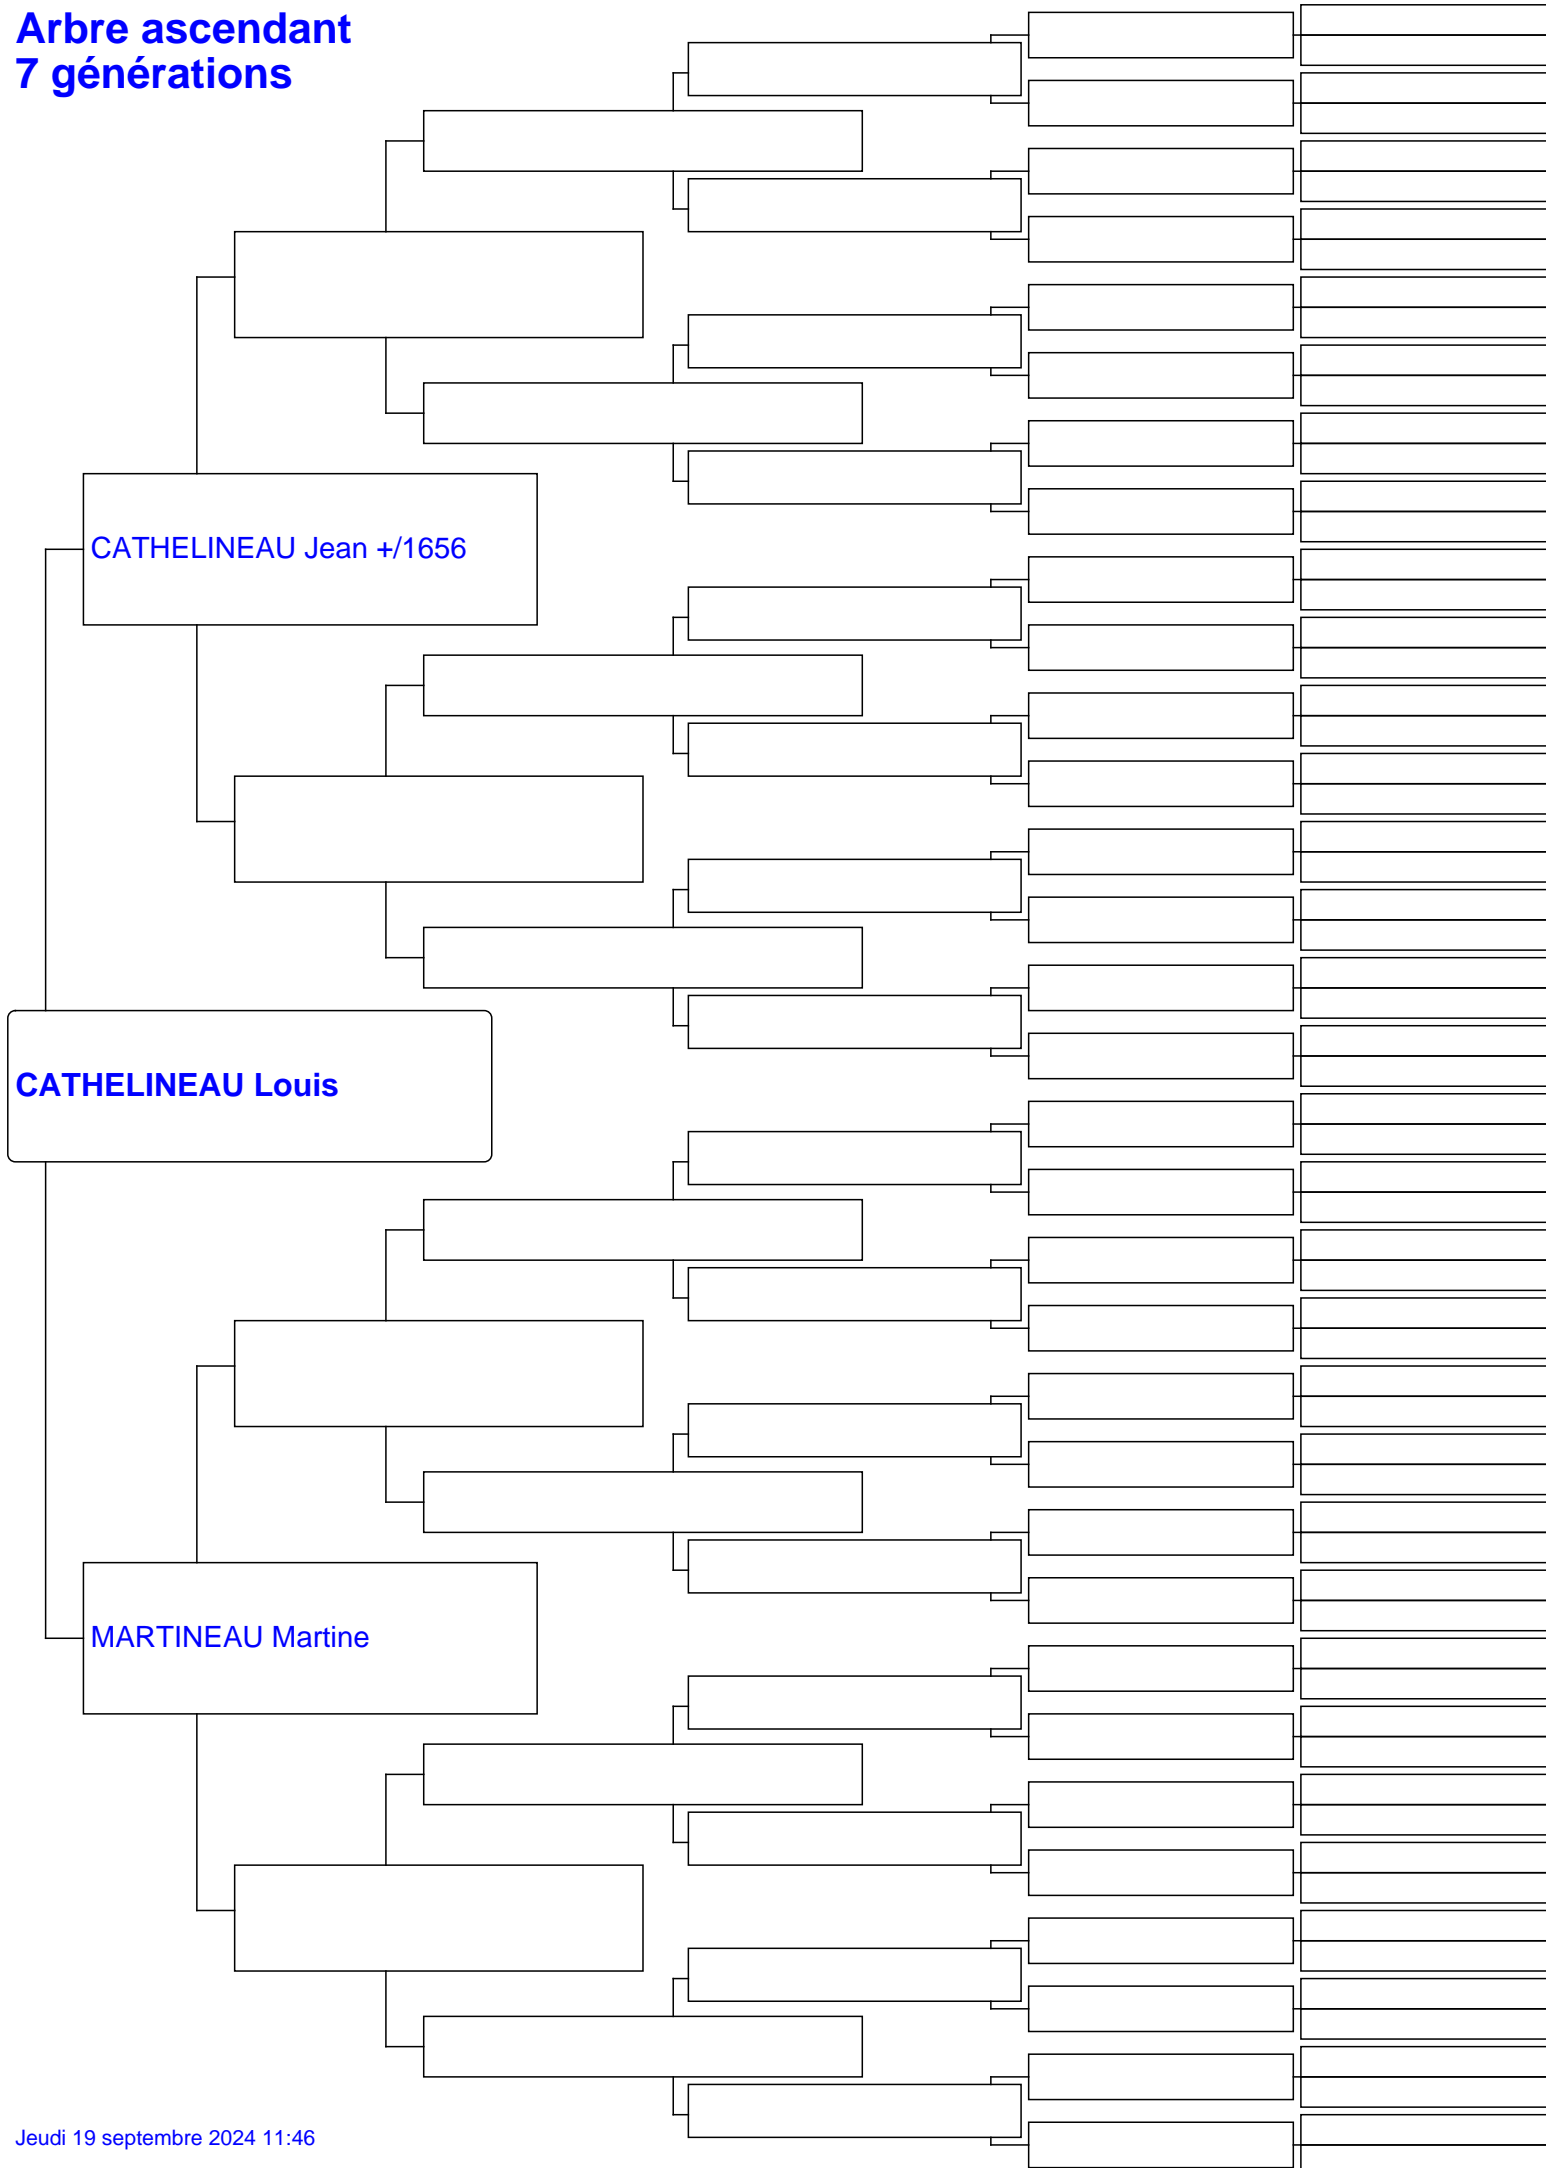 Arbre ascendant
7 générations
CATHELINEAU Jean +/1656
CATHELINEAU Louis
MARTINEAU Martine
Jeudi 19 septembre 2024 11:46